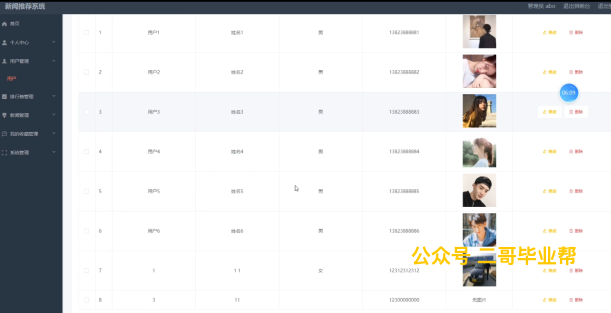 新闻推荐系统
管理员 abo 退出到前台
首页
个人中心
用户管理
用户
排行榜管理
新闻管理
我的收藏管理
系统管理
1 用户1 姓名1 男 13823888881 修改 删除
2 用户2 姓名2 男 13823888882 修改 删除
3 用户3 姓名3 男 13823888883 修改 删除
4 用户4 姓名4 男 13823888884 修改 删除
5 用户5 姓名5 男 13823888885 修改 删除
6 用户6 姓名6 男 13823888886 修改 删除
7 1 1 1 女 12312312312 修改 删除
8 3 11 12300000000 无图片 修改 删除
公众号 二哥毕业帮